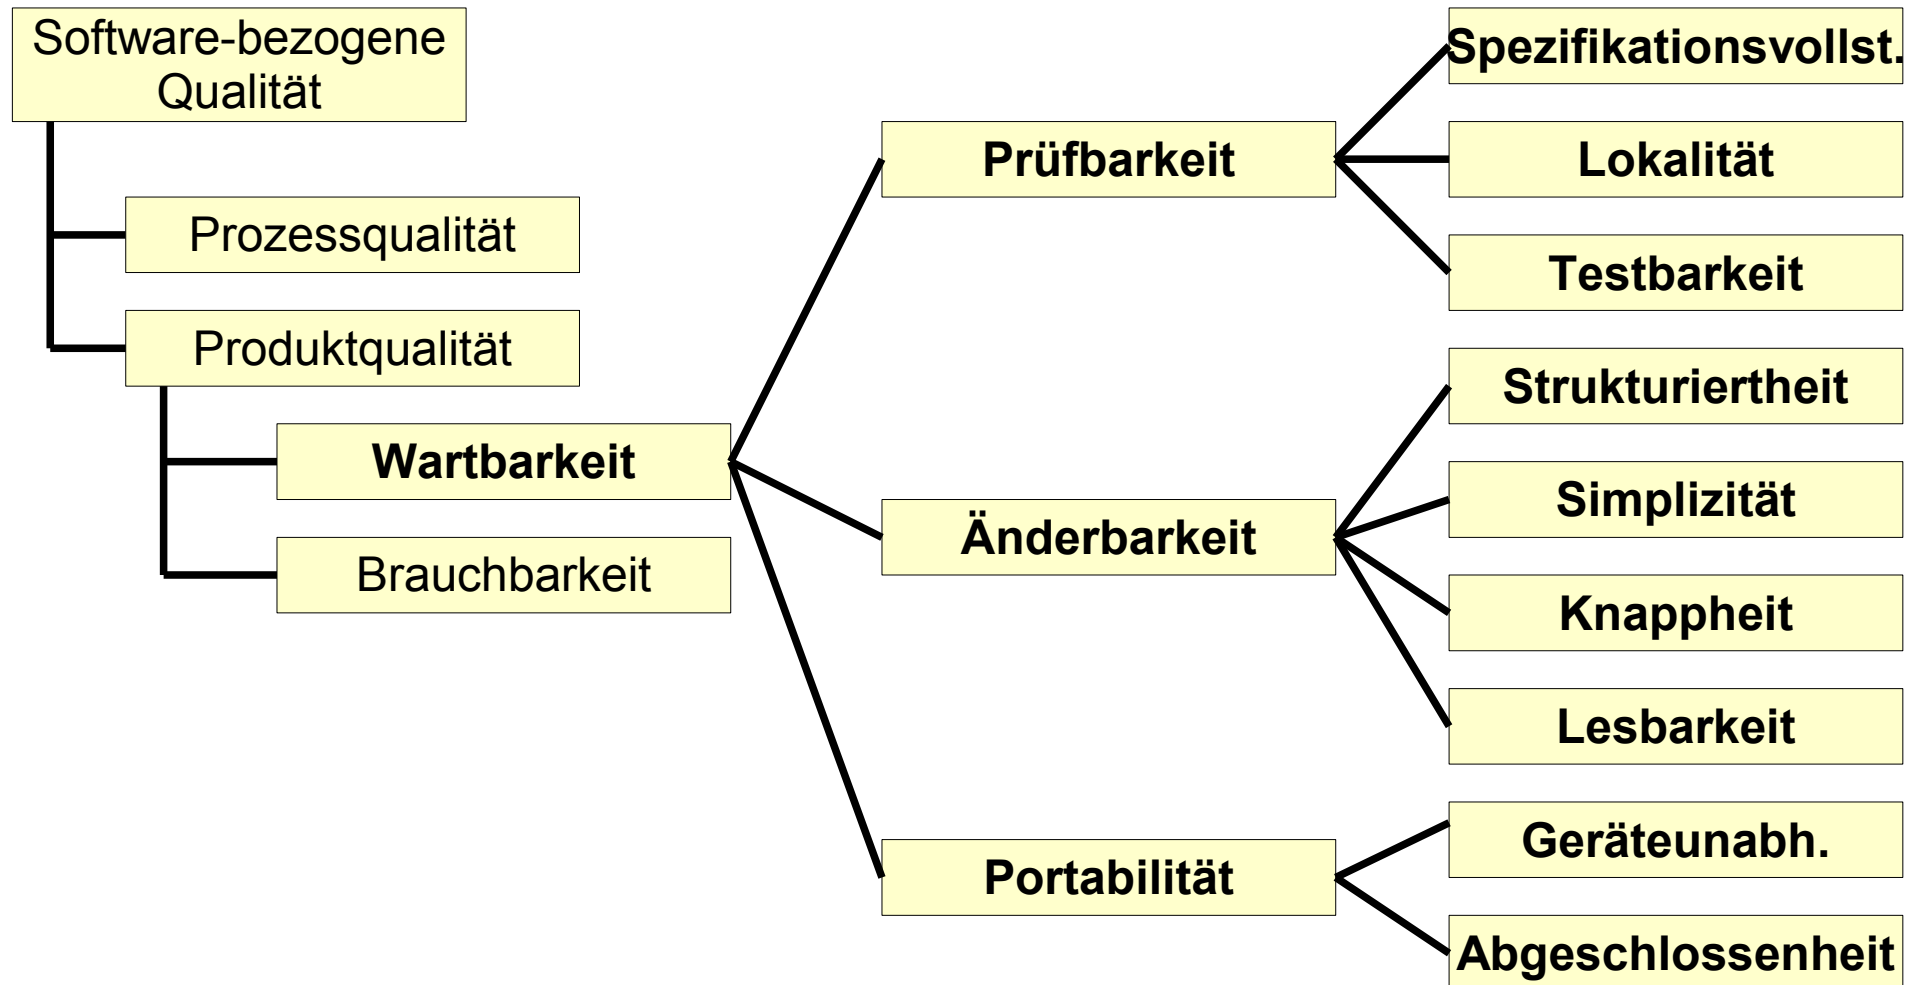 Software-bezogene
Qualität
Prozessqualität
Produktqualität
Wartbarkeit
Brauchbarkeit
Prüfbarkeit
Änderbarkeit
Portabilität
Spezifikationsvollst.
Lokalität
Testbarkeit
Strukturiertheit
Simplizität
Knappheit
Lesbarkeit
Geräteunabh.
Abgeschlossenheit